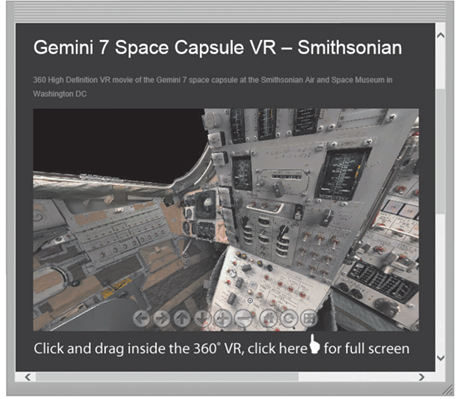 Gemini 7 Space Capsule VR – Smithsonian
360 High Definition VR movie of the Gemini 7 space capsule at the Smithsonian Air and Space Museum in
Washington DC
Click and drag inside the 360° VR, click here for full screen